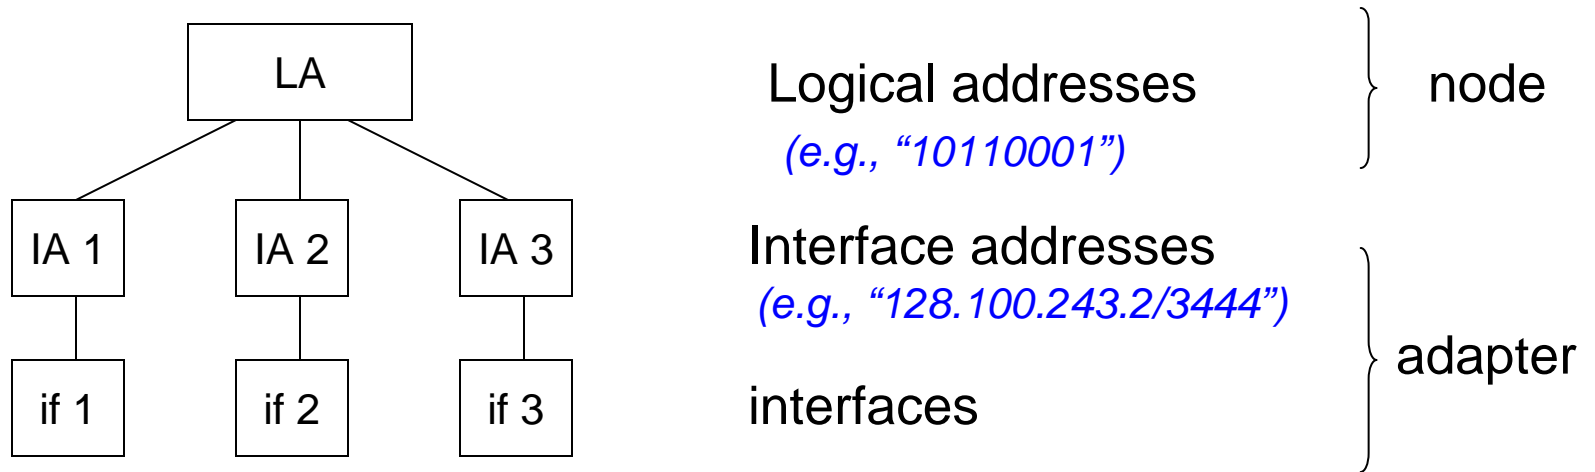 LA
Logical addresses
node
(e.g., “10110001”)
IA 1
IA 2
IA 3
Interface addresses
(e.g., “128.100.243.2/3444”)
adapter
if 1
if 2
if 3
interfaces